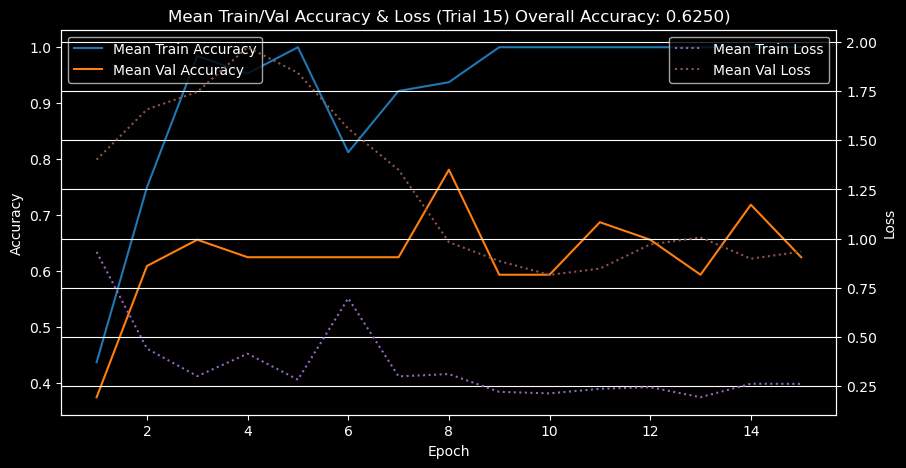 Mean Train/Val Accuracy & Loss (Trial 15) Overall Accuracy: 0.6250)
Mean Train Accuracy
Mean Val Accuracy
Mean Train Loss
Mean Val Loss
Accuracy
1.0
0.9
0.8
0.7
0.6
0.5
0.4
2.00
1.75
1.50
1.25
1.00
0.75
0.50
0.25
Loss
2 4 6 8 10 12 14
Epoch